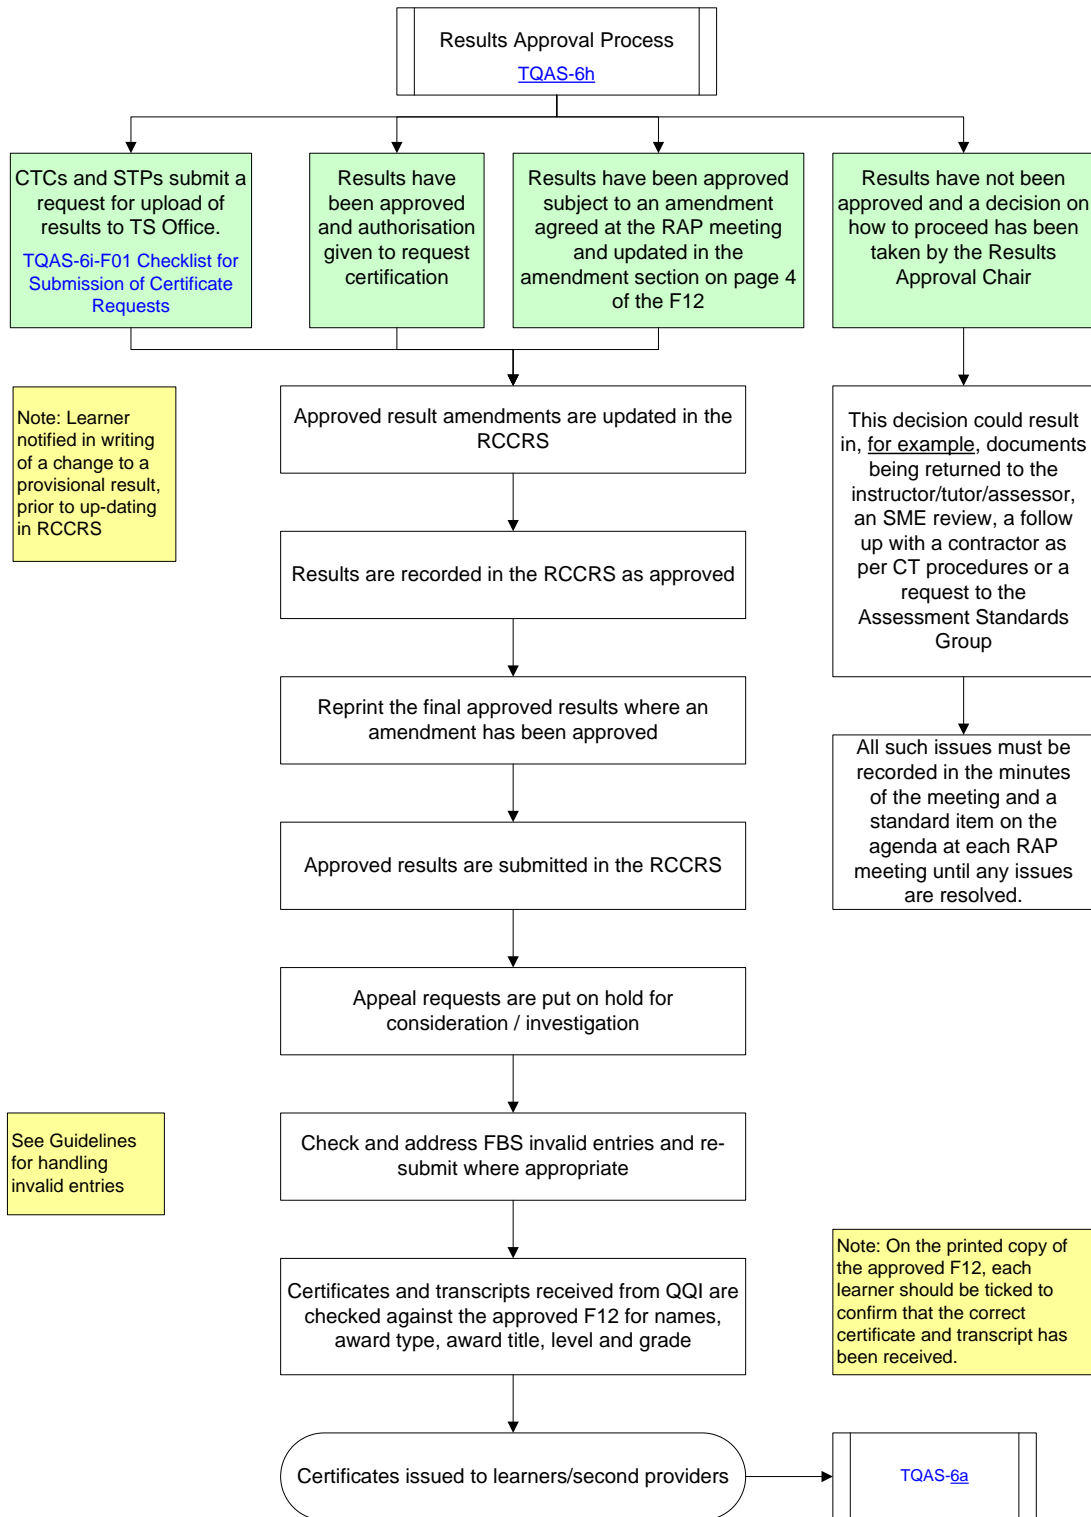 Results Approval Process
TQAS-6h
CTCs and STPs submit a
request for upload of
results to TS Office.
TQAS-6i-F01 Checklist for
Submission of Certificate
Requests
Results have
been approved
and authorisation
given to request
certification
Results have been approved
subject to an amendment
agreed at the RAP meeting
and updated in the
amendment section on page 4
of the F12
Results have not been
approved and a decision on
how to proceed has been
taken by the Results
Approval Chair
Note: Learner
notified in writing
of a change to a
provisional result,
prior to up-dating
in RCCRS
Approved result amendments are updated in the
RCCRS
This decision could result
in, for example, documents
being returned to the
instructor/tutor/assessor,
an SME review, a follow
up with a contractor as
per CT procedures or a
request to the
Assessment Standards
Group
Results are recorded in the RCCRS as approved
Reprint the final approved results where an
amendment has been approved
All such issues must be
recorded in the minutes
of the meeting and a
standard item on the
agenda at each RAP
meeting until any issues
are resolved.
Approved results are submitted in the RCCRS
Appeal requests are put on hold for
consideration / investigation
See Guidelines
for handling
invalid entries
Check and address FBS invalid entries and re-
submit where appropriate
Certificates and transcripts received from QQI are
checked against the approved F12 for names,
award type, award title, level and grade
Note: On the printed copy of
the approved F12, each
learner should be ticked to
confirm that the correct
certificate and transcript has
been received.
Certificates issued to learners/second providers
TQAS-6a